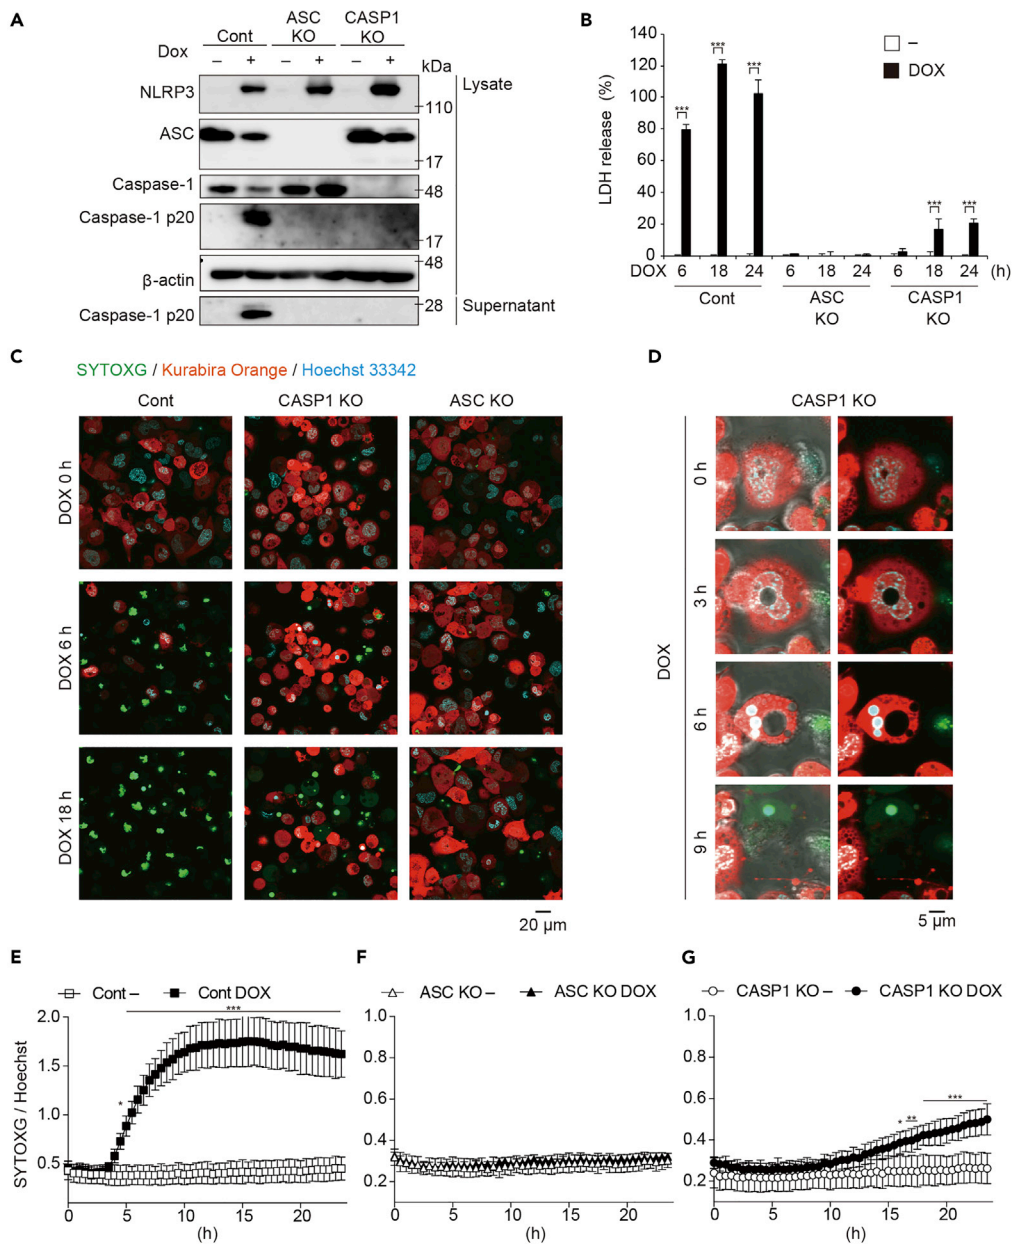 A
ASC CASP1
Cont KO KO
Dox – + – + – + kDa
NLRP3 110 Lysate
ASC 17
Caspase-1 48
Caspase-1 p20 17
β-actin 48
Caspase-1 p20 28 Supernatant
B
LDH release (%)
140
120
100
80
60
40
20
0
*** *** *** *** ***
–
DOX
DOX 6 18 24 6 18 24 6 18 24 (h)
Cont ASC CASP1
KO KO
C
SYTOXG / Kurabira Orange / Hoechst 33342
Cont CASP1 KO ASC KO
DOX 0 h
DOX 6 h
DOX 18 h
20 μm
D
CASP1 KO
DOX
0 h
3 h
6 h
9 h
5 μm
E
Cont – Cont DOX
***
*
SYTOXG / Hoechst
2.0
1.5
1.0
0.5
0 5 10 15 20
(h)
F
ASC KO – ASC KO DOX
1.0
0.8
0.6
0.4
0.2
0 5 10 15 20
(h)
G
CASP1 KO – CASP1 KO DOX
* ** ***
1.0
0.8
0.6
0.4
0.2
0 5 10 15 20
(h)